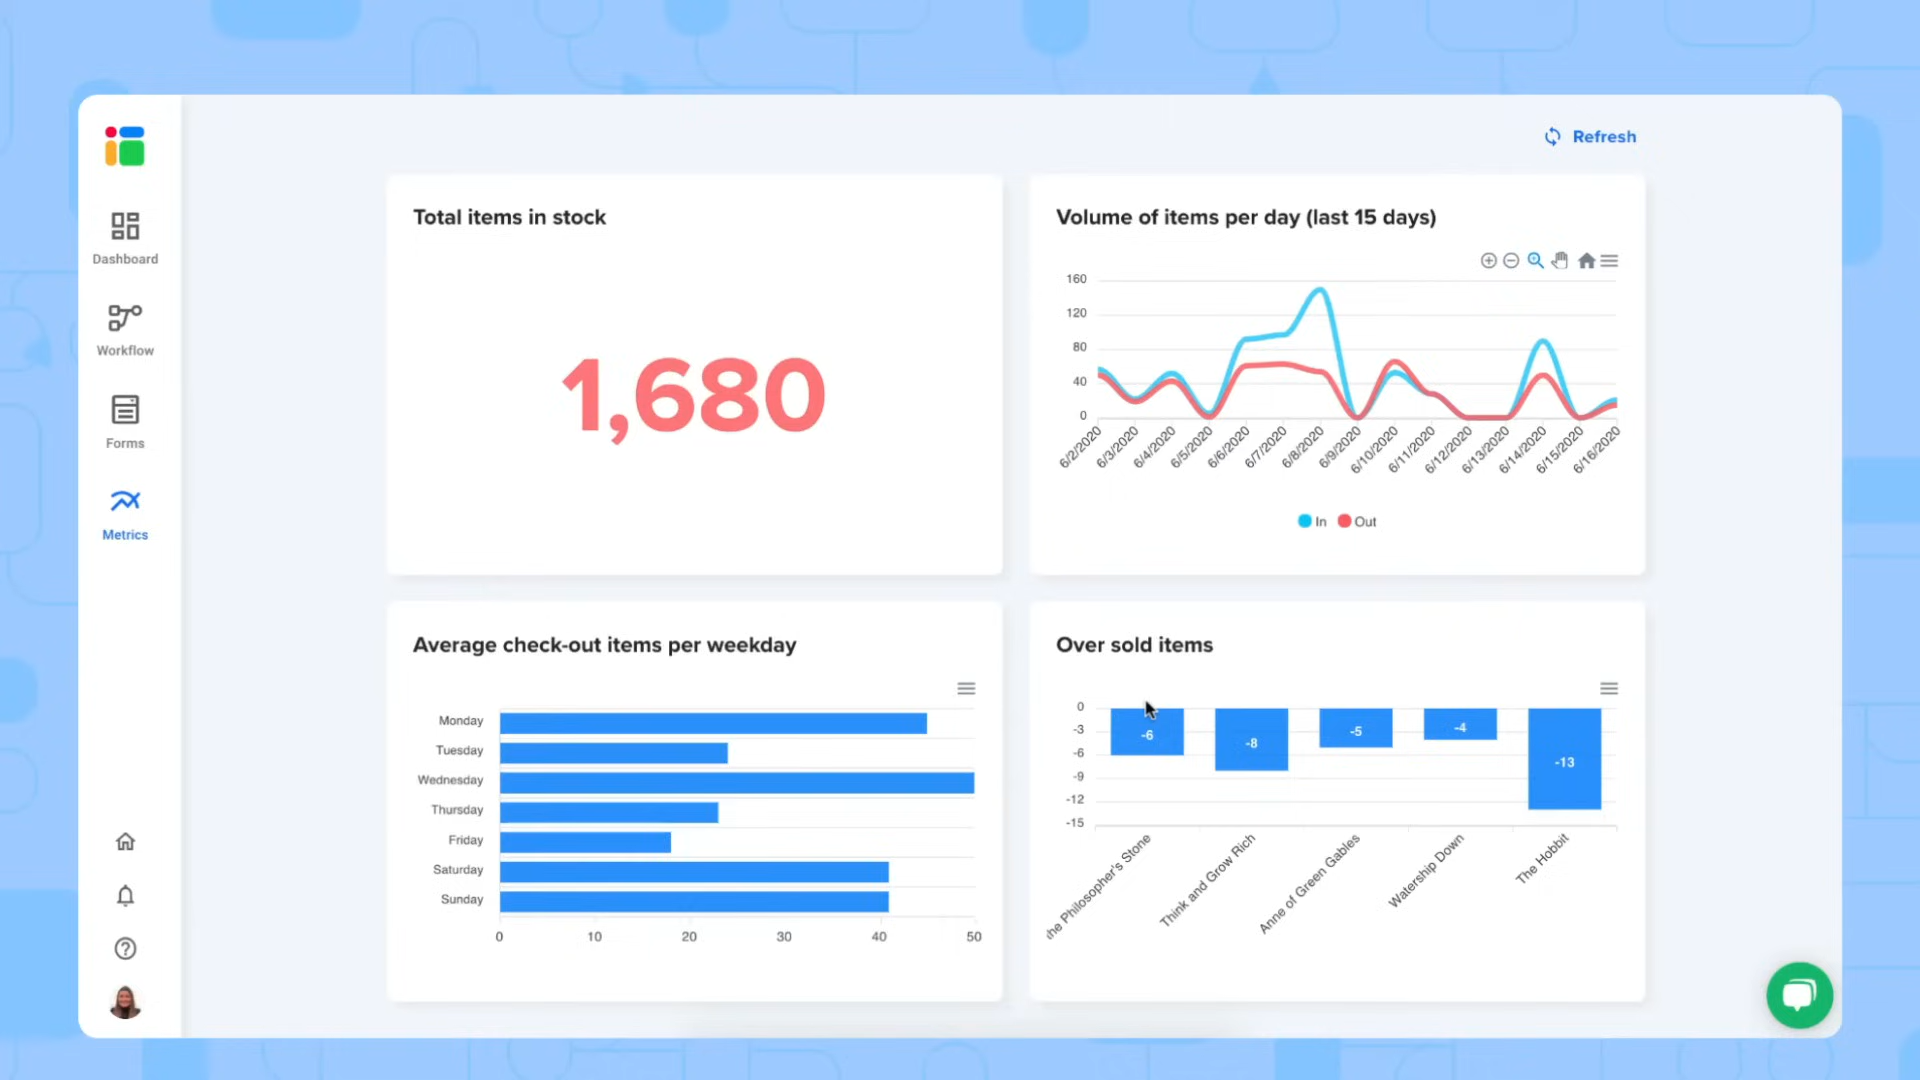 Refresh
Dashboard
Workflow
Forms
Metrics
Total items in stock
1,680
Volume of items per day (last 15 days)
160
120
80
40
0
6/2/2020
6/3/2020
6/4/2020
6/5/2020
6/6/2020
6/7/2020
6/8/2020
6/9/2020
6/10/2020
6/11/2020
6/12/2020
6/13/2020
6/14/2020
6/15/2020
6/16/2020
In
Out
Average check-out items per weekday
Monday
Tuesday
Wednesday
Thursday
Friday
Saturday
Sunday
0 10 20 30 40 50
Over sold items
0
-3
-6
-9
-12
-15
-6
-8
-5
-4
-13
he Philosopher's Stone
Think and Grow Rich
Anne of Green Gables
Watership Down
The Hobbit